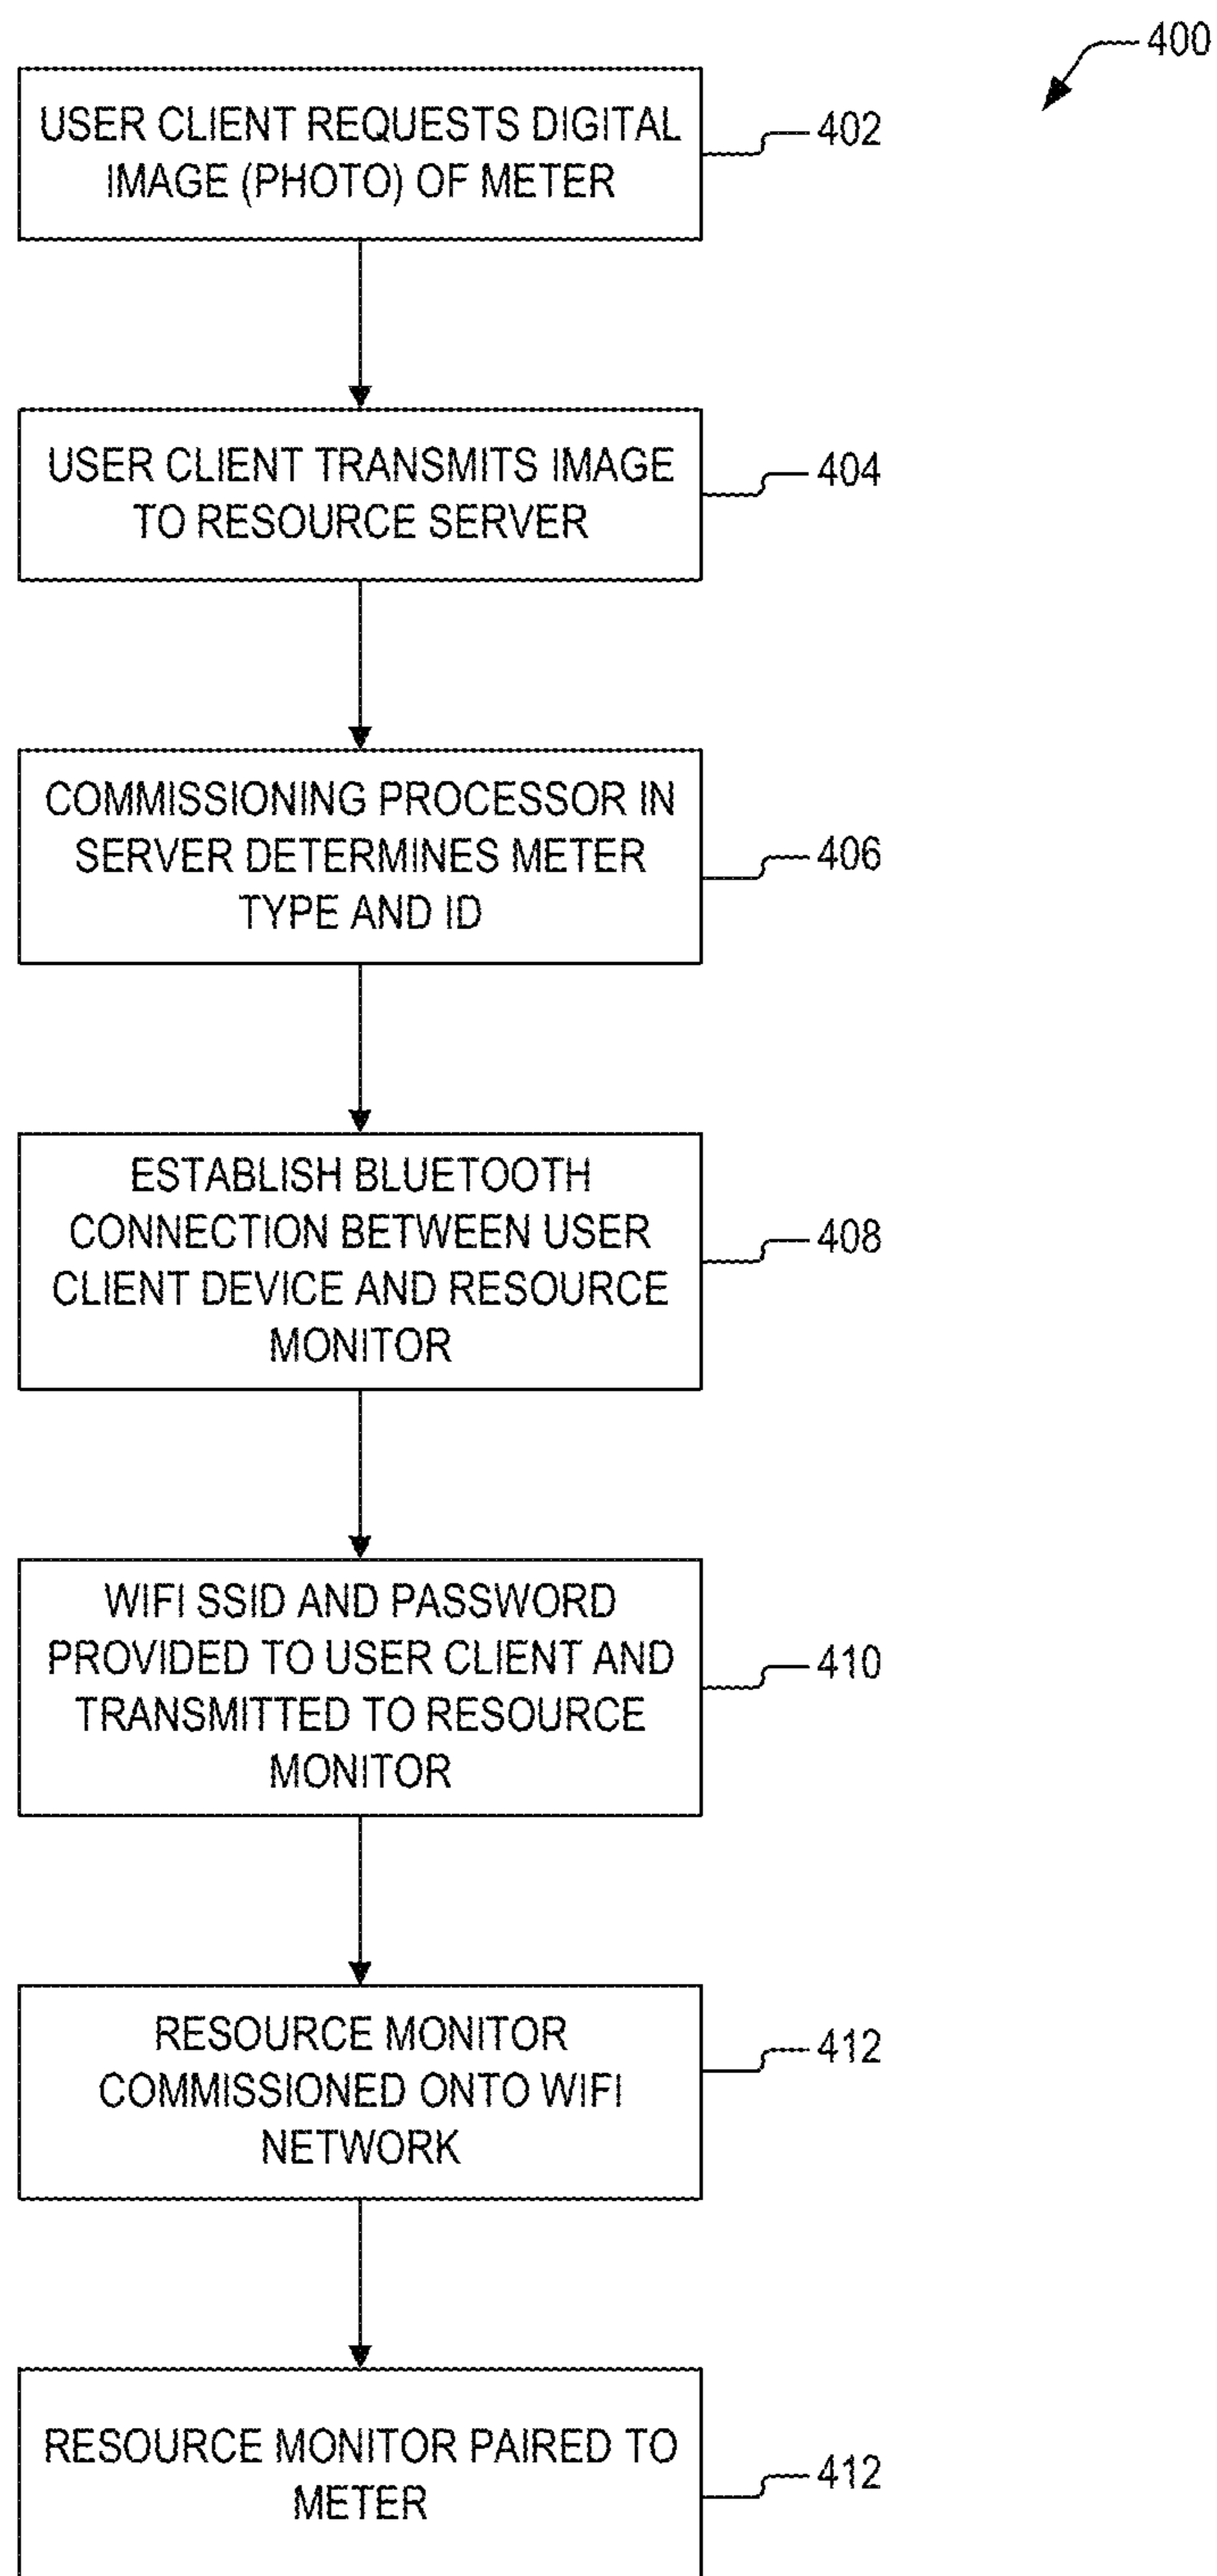 400
USER CLIENT REQUESTS DIGITAL
IMAGE (PHOTO) OF METER
402
USER CLIENT TRANSMITS IMAGE
TO RESOURCE SERVER
404
COMMISSIONING PROCESSOR IN
SERVER DETERMINES METER
TYPE AND ID
406
ESTABLISH BLUETOOTH
CONNECTION BETWEEN USER
CLIENT DEVICE AND RESOURCE
MONITOR
408
WIFI SSID AND PASSWORD
PROVIDED TO USER CLIENT AND
TRANSMITTED TO RESOURCE
MONITOR
410
RESOURCE MONITOR
COMMISSIONED ONTO WIFI
NETWORK
412
RESOURCE MONITOR PAIRED TO
METER
412